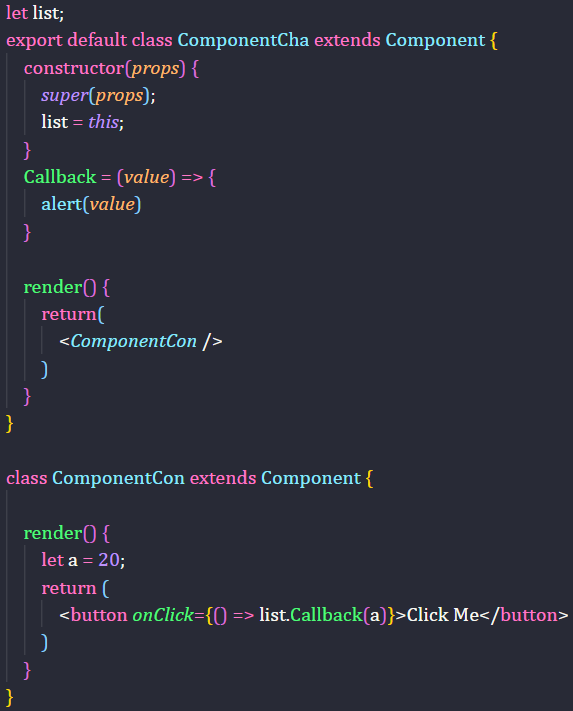 let list;
export default class ComponentCha extends Component {
constructor(props) {
super(props);
list = this;
}
Callback = (value) => {
alert(value)
}
render() {
return(
<ComponentCon />
)
}
}
class ComponentCon extends Component {
render() {
let a = 20;
return (
<button onClick={() => list.Callback(a)}>Click Me</button>
)
}
}